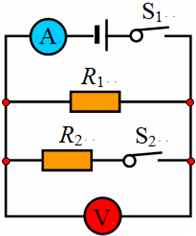 A S₁
R₁
R₂ S₂
V